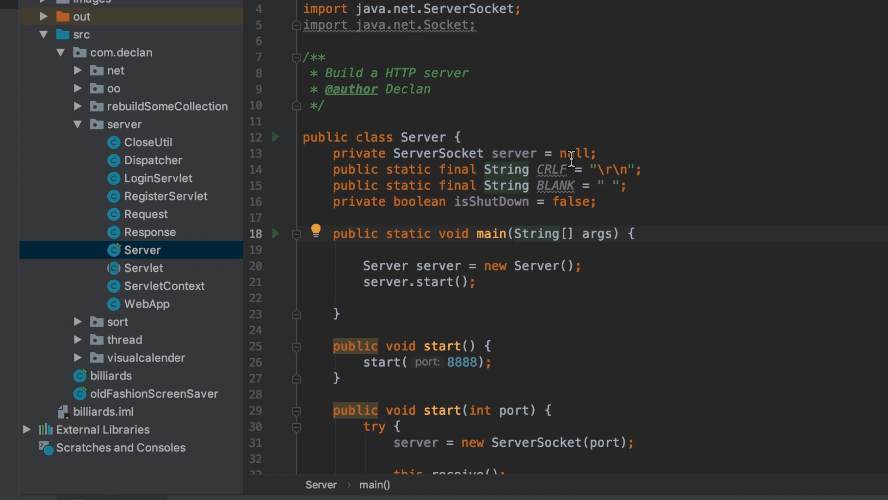 images
out
src
com.declan
net
oo
rebuildSomeCollection
server
CloseUtil
Dispatcher
LoginServlet
RegisterServlet
Request
Response
Server
Servlet
ServletContext
WebApp
sort
thread
visualcalender
billiards
oldFashionScreenSaver
billiards.iml
External Libraries
Scratches and Consoles
4 import java.net.ServerSocket;
5 import java.net.Socket;
6
7 /**
8 * Build a HTTP server
9 * @author Declan
10 */
11
12 public class Server {
13 private ServerSocket server = null;
14 public static final String CRLF = "\r\n";
15 public static final String BLANK = " ";
16 private boolean isShutDown = false;
17
18 public static void main(String[] args) {
19
20 Server server = new Server();
21 server.start();
22
23 }
24
25 public void start() {
26 start( port: 8888);
27 }
28
29 public void start(int port) {
30 try {
31 server = new ServerSocket(port);
32
33 this.receive();
Server › main()